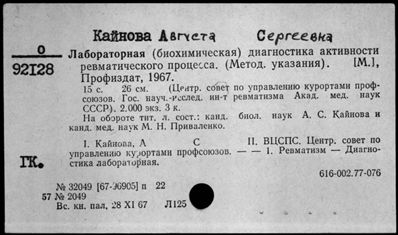 Кайнова Августа Сергеевна
О
92128
Лабораторная (биохимическая) диагностика активности
ревматического процесса. (Метод. указания). [М.],
Профиздат, 1967.
15 с. 26 см. (Центр. совет по управлению курортами проф-
союзов. Гос. науч.-исслед. ин-т ревматизма Акад. мед. наук
СССР). 2.000 экз. 3 к.
На обороте тит. л. сост.: канд. биол. наук А. С. Кайнова и
канд. мед. наук М. Н. Приваленко.
I. Кайнова, А С II. ВЦСПС. Центр. совет по
управлению курортами профсоюзов. — — 1. Ревматизм — Диагно-
стика лабораторная.
ГК.
616-002.77-076
№ 32049 [67-96905] п 22
57 № 2049
Вс. кн. пал, 28 XI 67 Л125